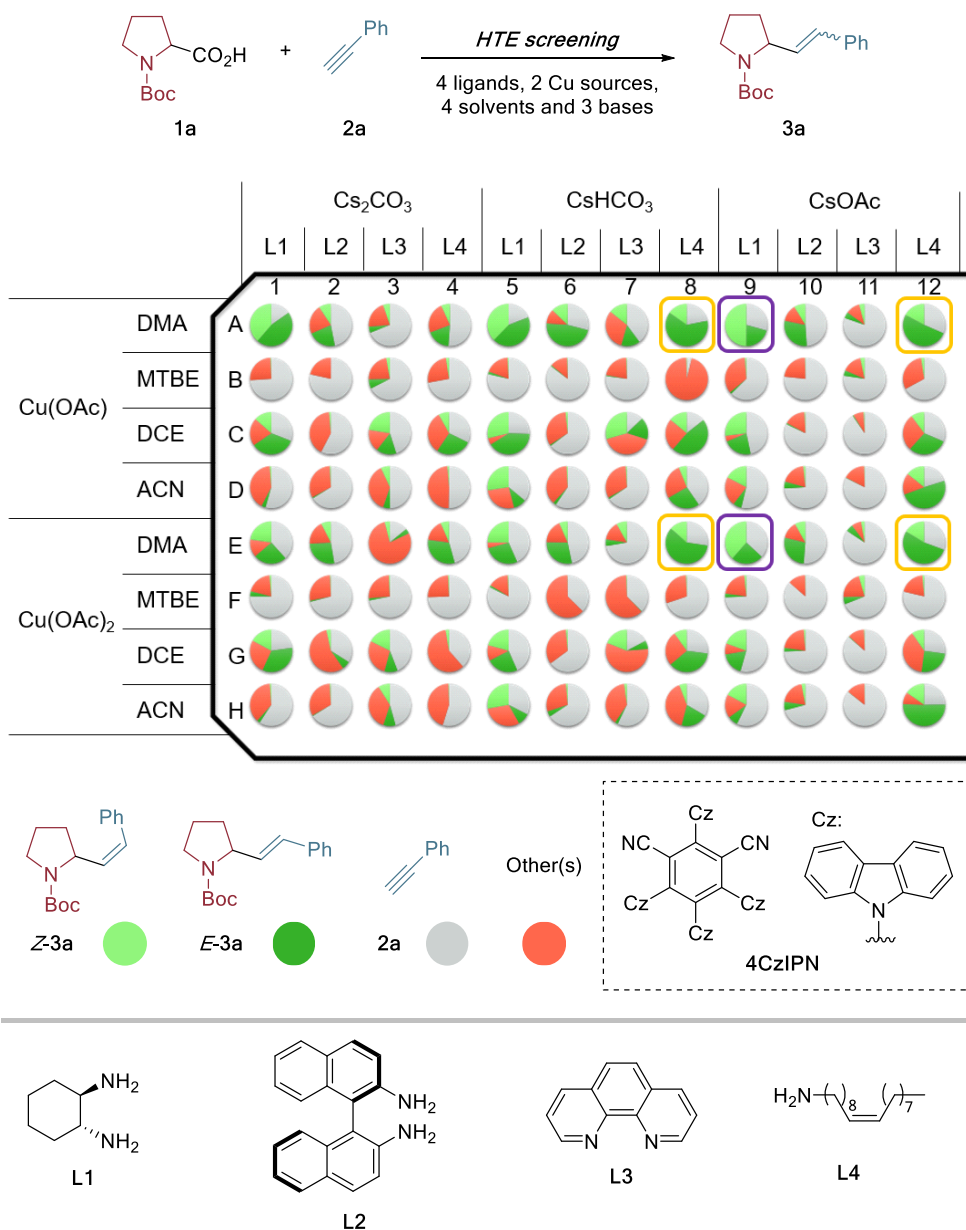 HTE screening
4 ligands, 2 Cu sources,
4 solvents and 3 bases
N
Boc
CO2H
1a
+
Ph
2a
N
Boc
Ph
3a
Cs2CO3 CsHCO3 CsOAc
L1 L2 L3 L4 L1 L2 L3 L4 L1 L2 L3 L4
1 2 3 4 5 6 7 8 9 10 11 12
Cu(OAc)
DMA A
MTBE B
DCE C
ACN D
Cu(OAc)2
DMA E
MTBE F
DCE G
ACN H
Ph
N
Boc
Z-3a
N
Boc
Ph
E-3a
Ph
2a
Other(s)
Cz
NC CN
Cz Cz
Cz
4CzIPN
Cz:
N
NH2
NH2
L1
NH2
NH2
L2
N N
L3
H2N ( )8 ( )7
L4